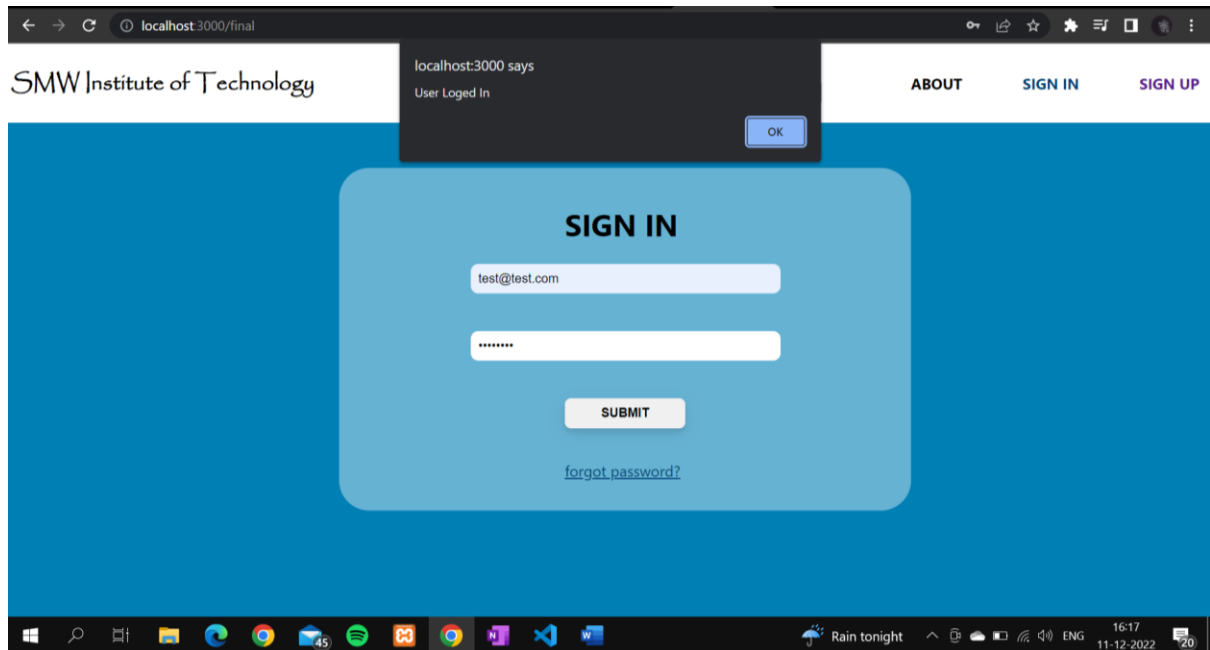 localhost:3000/final
SMW Institute of Technology
localhost:3000 says
User Loged In
OK
ABOUT
SIGN IN
SIGN UP
SIGN IN
test@test.com
••••••••
SUBMIT
forgot password?
45
Rain tonight
ENG
16:17
11-12-2022
20